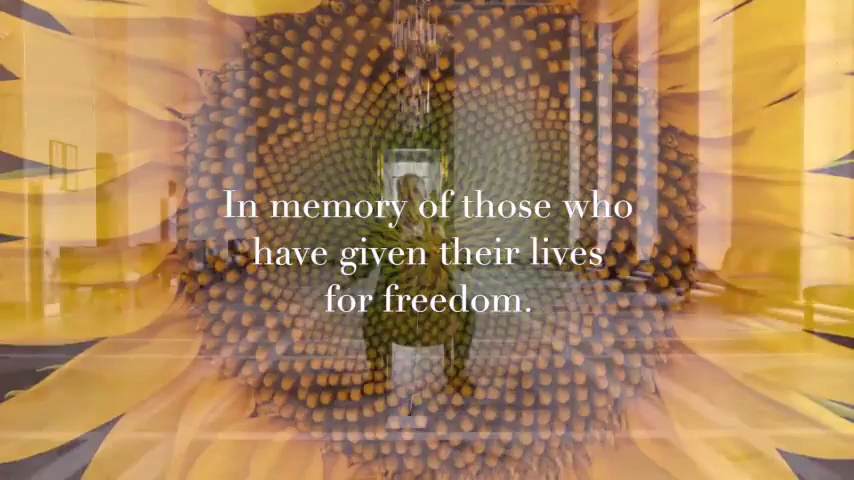 In memory of those who
have given their lives
for freedom.